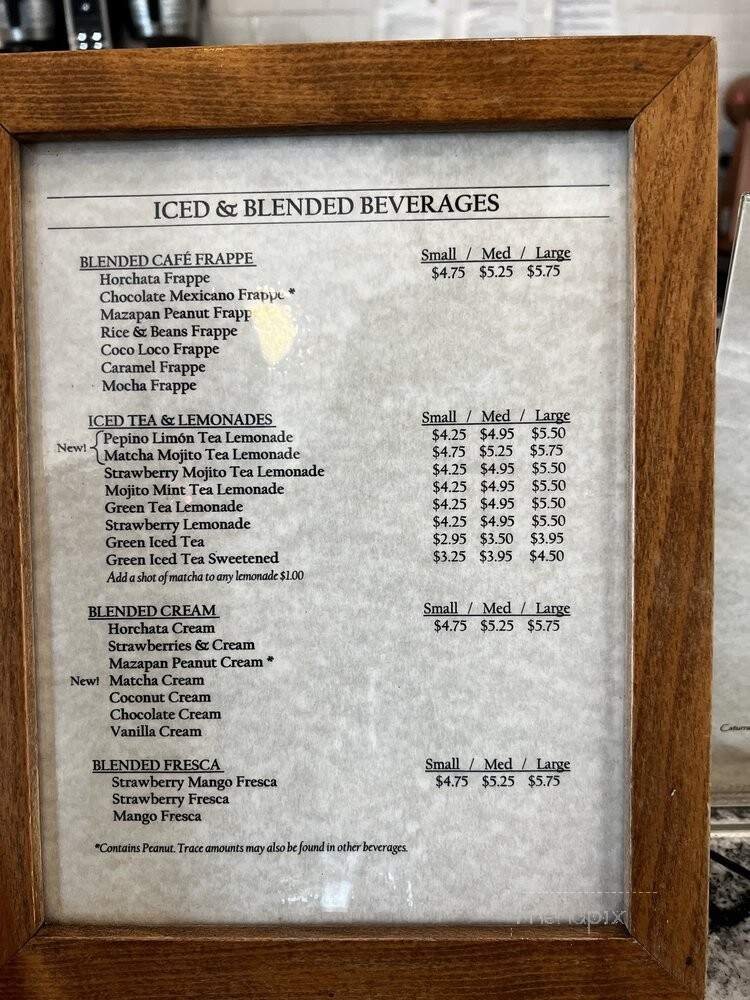 ICED & BLENDED BEVERAGES
BLENDED CAFÉ FRAPPE Small / Med / Large
$4.75 $5.25 $5.75
Horchata Frappe
Chocolate Mexicano Frappe *
Mazapan Peanut Frapp
Rice & Beans Frappe
Coco Loco Frappe
Caramel Frappe
Mocha Frappe
ICED TEA & LEMONADES Small / Med / Large
New! { Pepino Limón Tea Lemonade $4.25 $4.95 $5.50
Matcha Mojito Tea Lemonade $4.75 $5.25 $5.75
Strawberry Mojito Tea Lemonade $4.25 $4.95 $5.50
Mojito Mint Tea Lemonade $4.25 $4.95 $5.50
Green Tea Lemonade $4.25 $4.95 $5.50
Strawberry Lemonade $4.25 $4.95 $5.50
Green Iced Tea $2.95 $3.50 $3.95
Green Iced Tea Sweetened $3.25 $3.95 $4.50
Add a shot of matcha to any lemonade $1.00
BLENDED CREAM Small / Med / Large
Horchata Cream $4.75 $5.25 $5.75
Strawberries & Cream
Mazapan Peanut Cream *
New! Matcha Cream
Coconut Cream
Chocolate Cream
Vanilla Cream
BLENDED FRESCA Small / Med / Large
Strawberry Mango Fresca $4.75 $5.25 $5.75
Strawberry Fresca
Mango Fresca
*Contains Peanut. Trace amounts may also be found in other beverages.
menupix